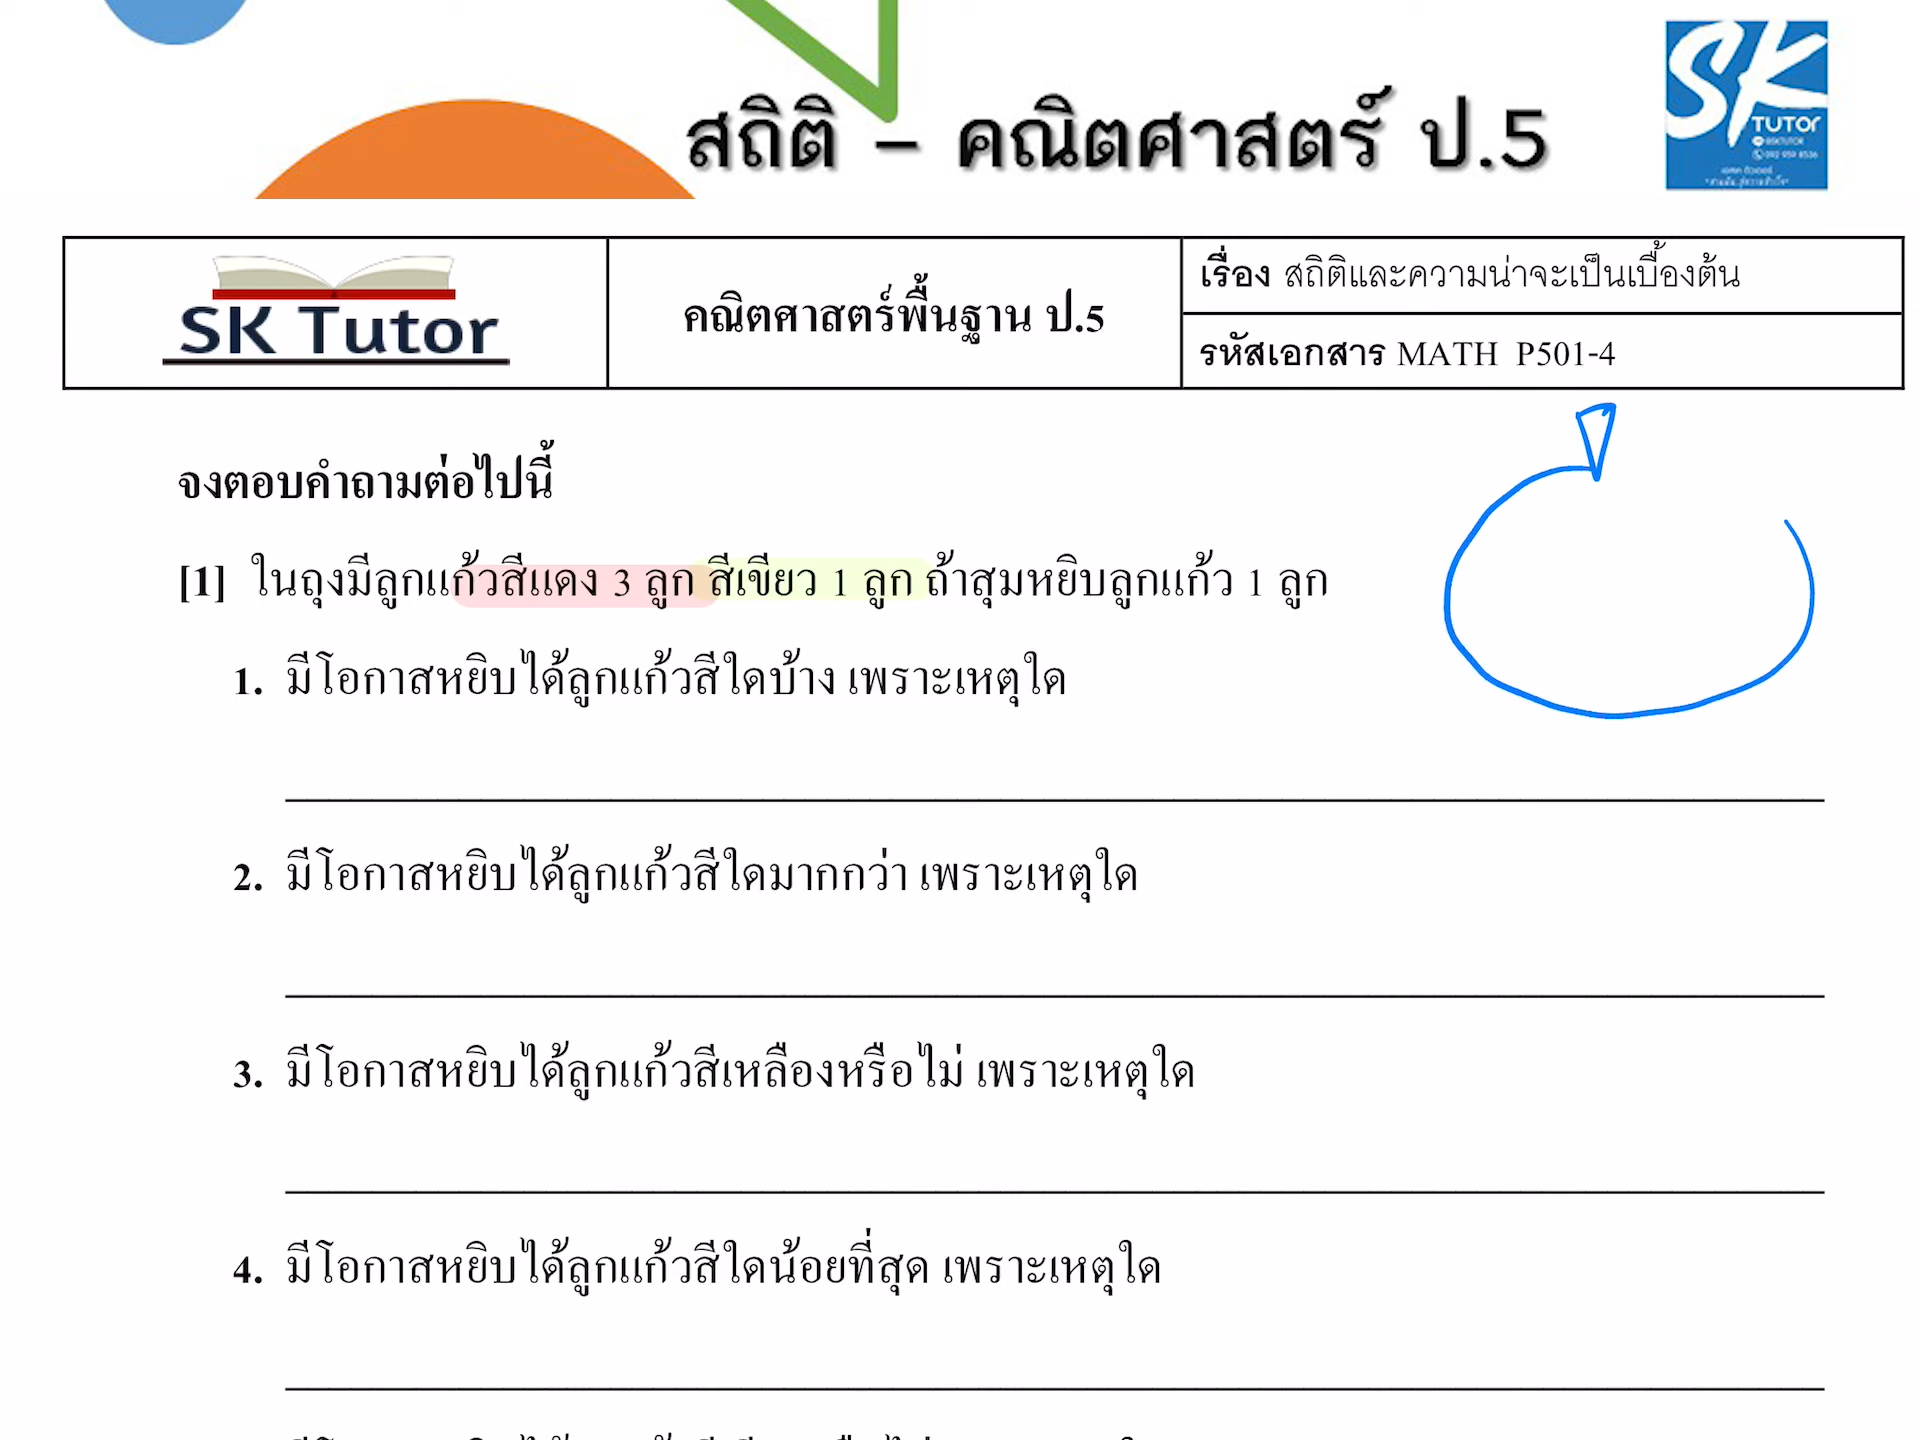 สถิติ – คณิตศาสตร์ ป.5
SK
TUTOR
SK Tutor
คณิตศาสตร์พื้นฐาน ป.5
เรื่อง สถิติและความน่าจะเป็นเบื้องต้น
รหัสเอกสาร MATH P501-4
จงตอบคำถามต่อไปนี้
[1] ในถุงมีลูกแก้วสีแดง 3 ลูก สีเขียว 1 ลูก ถ้าสุ่มหยิบลูกแก้ว 1 ลูก
1. มีโอกาสหยิบได้ลูกแก้วสีใดบ้าง เพราะเหตุใด
2. มีโอกาสหยิบได้ลูกแก้วสีใดมากกว่า เพราะเหตุใด
3. มีโอกาสหยิบได้ลูกแก้วสีเหลืองหรือไม่ เพราะเหตุใด
4. มีโอกาสหยิบได้ลูกแก้วสีใดน้อยที่สุด เพราะเหตุใด